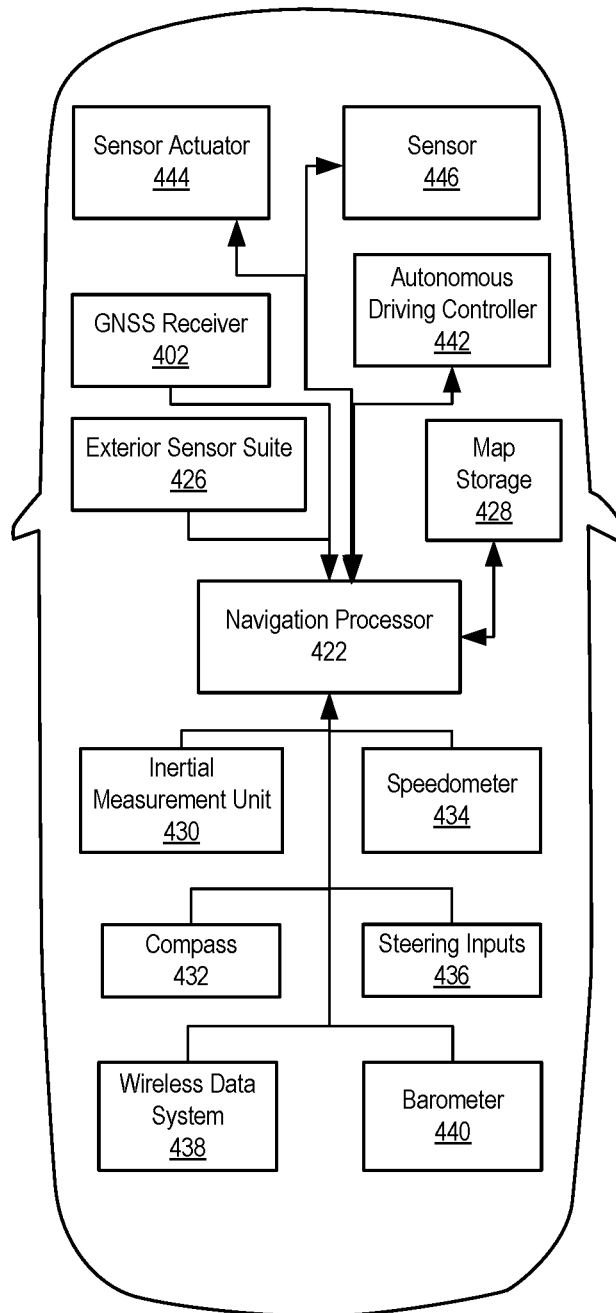 Sensor Actuator
444
Sensor
446
Autonomous
Driving Controller
442
GNSS Receiver
402
Exterior Sensor Suite
426
Map
Storage
428
Navigation Processor
422
Inertial
Measurement Unit
430
Speedometer
434
Compass
432
Steering Inputs
436
Wireless Data
System
438
Barometer
440